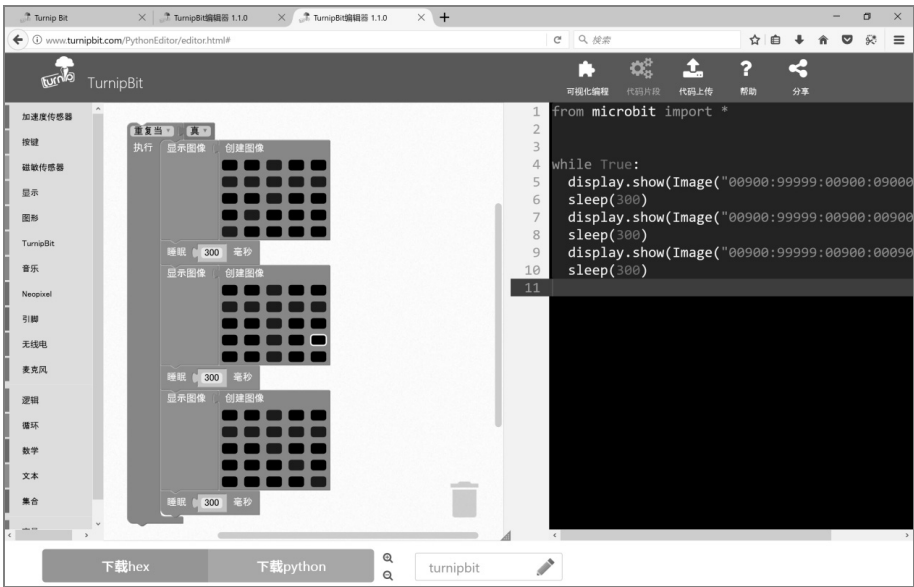 Turnip Bit
TurnipBit编辑器 1.1.0
TurnipBit编辑器 1.1.0
www.turnipbit.com/PythonEditor/editor.html#
搜索
turnip
TurnipBit
可视化编程
代码片段
代码上传
帮助
分享
加速度传感器
按键
磁敏传感器
显示
图形
TurnipBit
音乐
Neopixel
引脚
无线电
麦克风
逻辑
循环
数学
文本
集合
重复当 真
执行 显示图像 创建图像
睡眠 300 毫秒
显示图像 创建图像
睡眠 300 毫秒
显示图像 创建图像
睡眠 300 毫秒
1 from microbit import *
2
3
4 while True:
5 display.show(Image("00900:99999:00900:09000
6 sleep(300)
7 display.show(Image("00900:99999:00900:00900
8 sleep(300)
9 display.show(Image("00900:99999:00900:00090
10 sleep(300)
11
下载hex
下载python
turnipbit